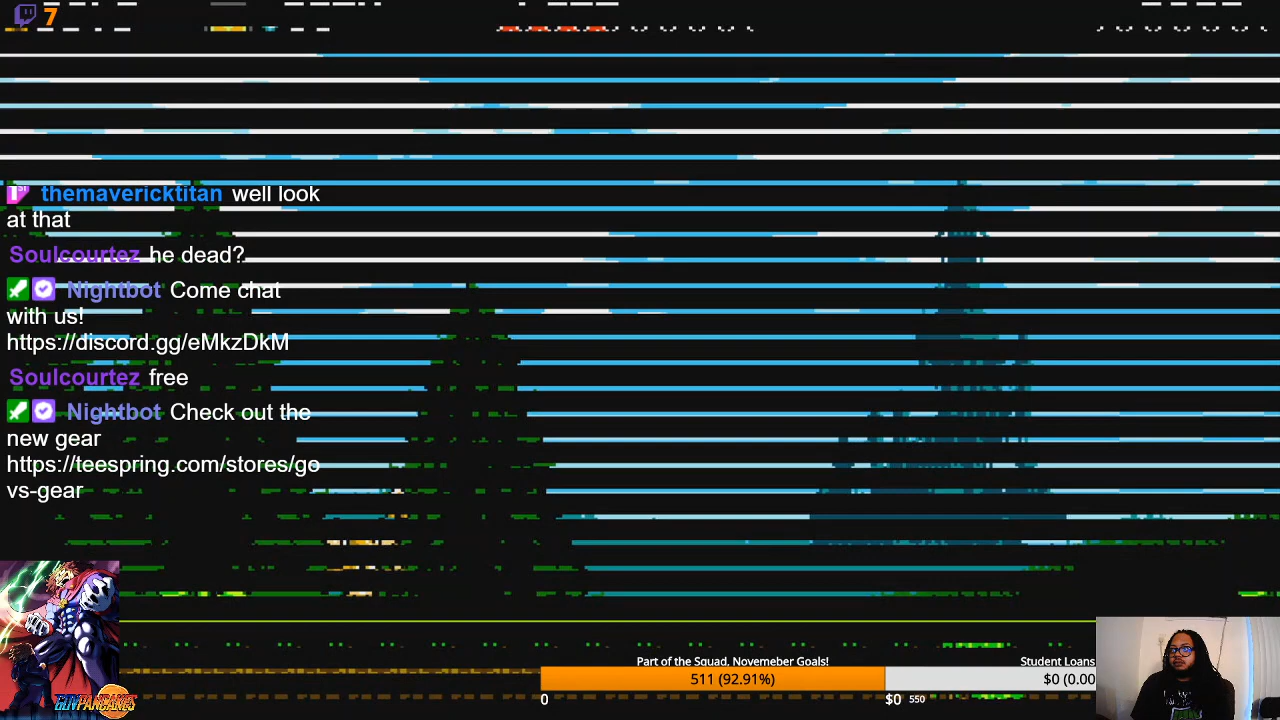 7
themavericktitan well look
at that
Soulcourtez he dead?
Nightbot Come chat
with us!
https://discord.gg/eMkzDkM
Soulcourtez free
Nightbot Check out the
new gear
https://teespring.com/stores/go
vs-gear
Part of the Squad, Novemeber Goals!
Student Loans
511 (92.91%)
$0 (0.00
0
$0 550